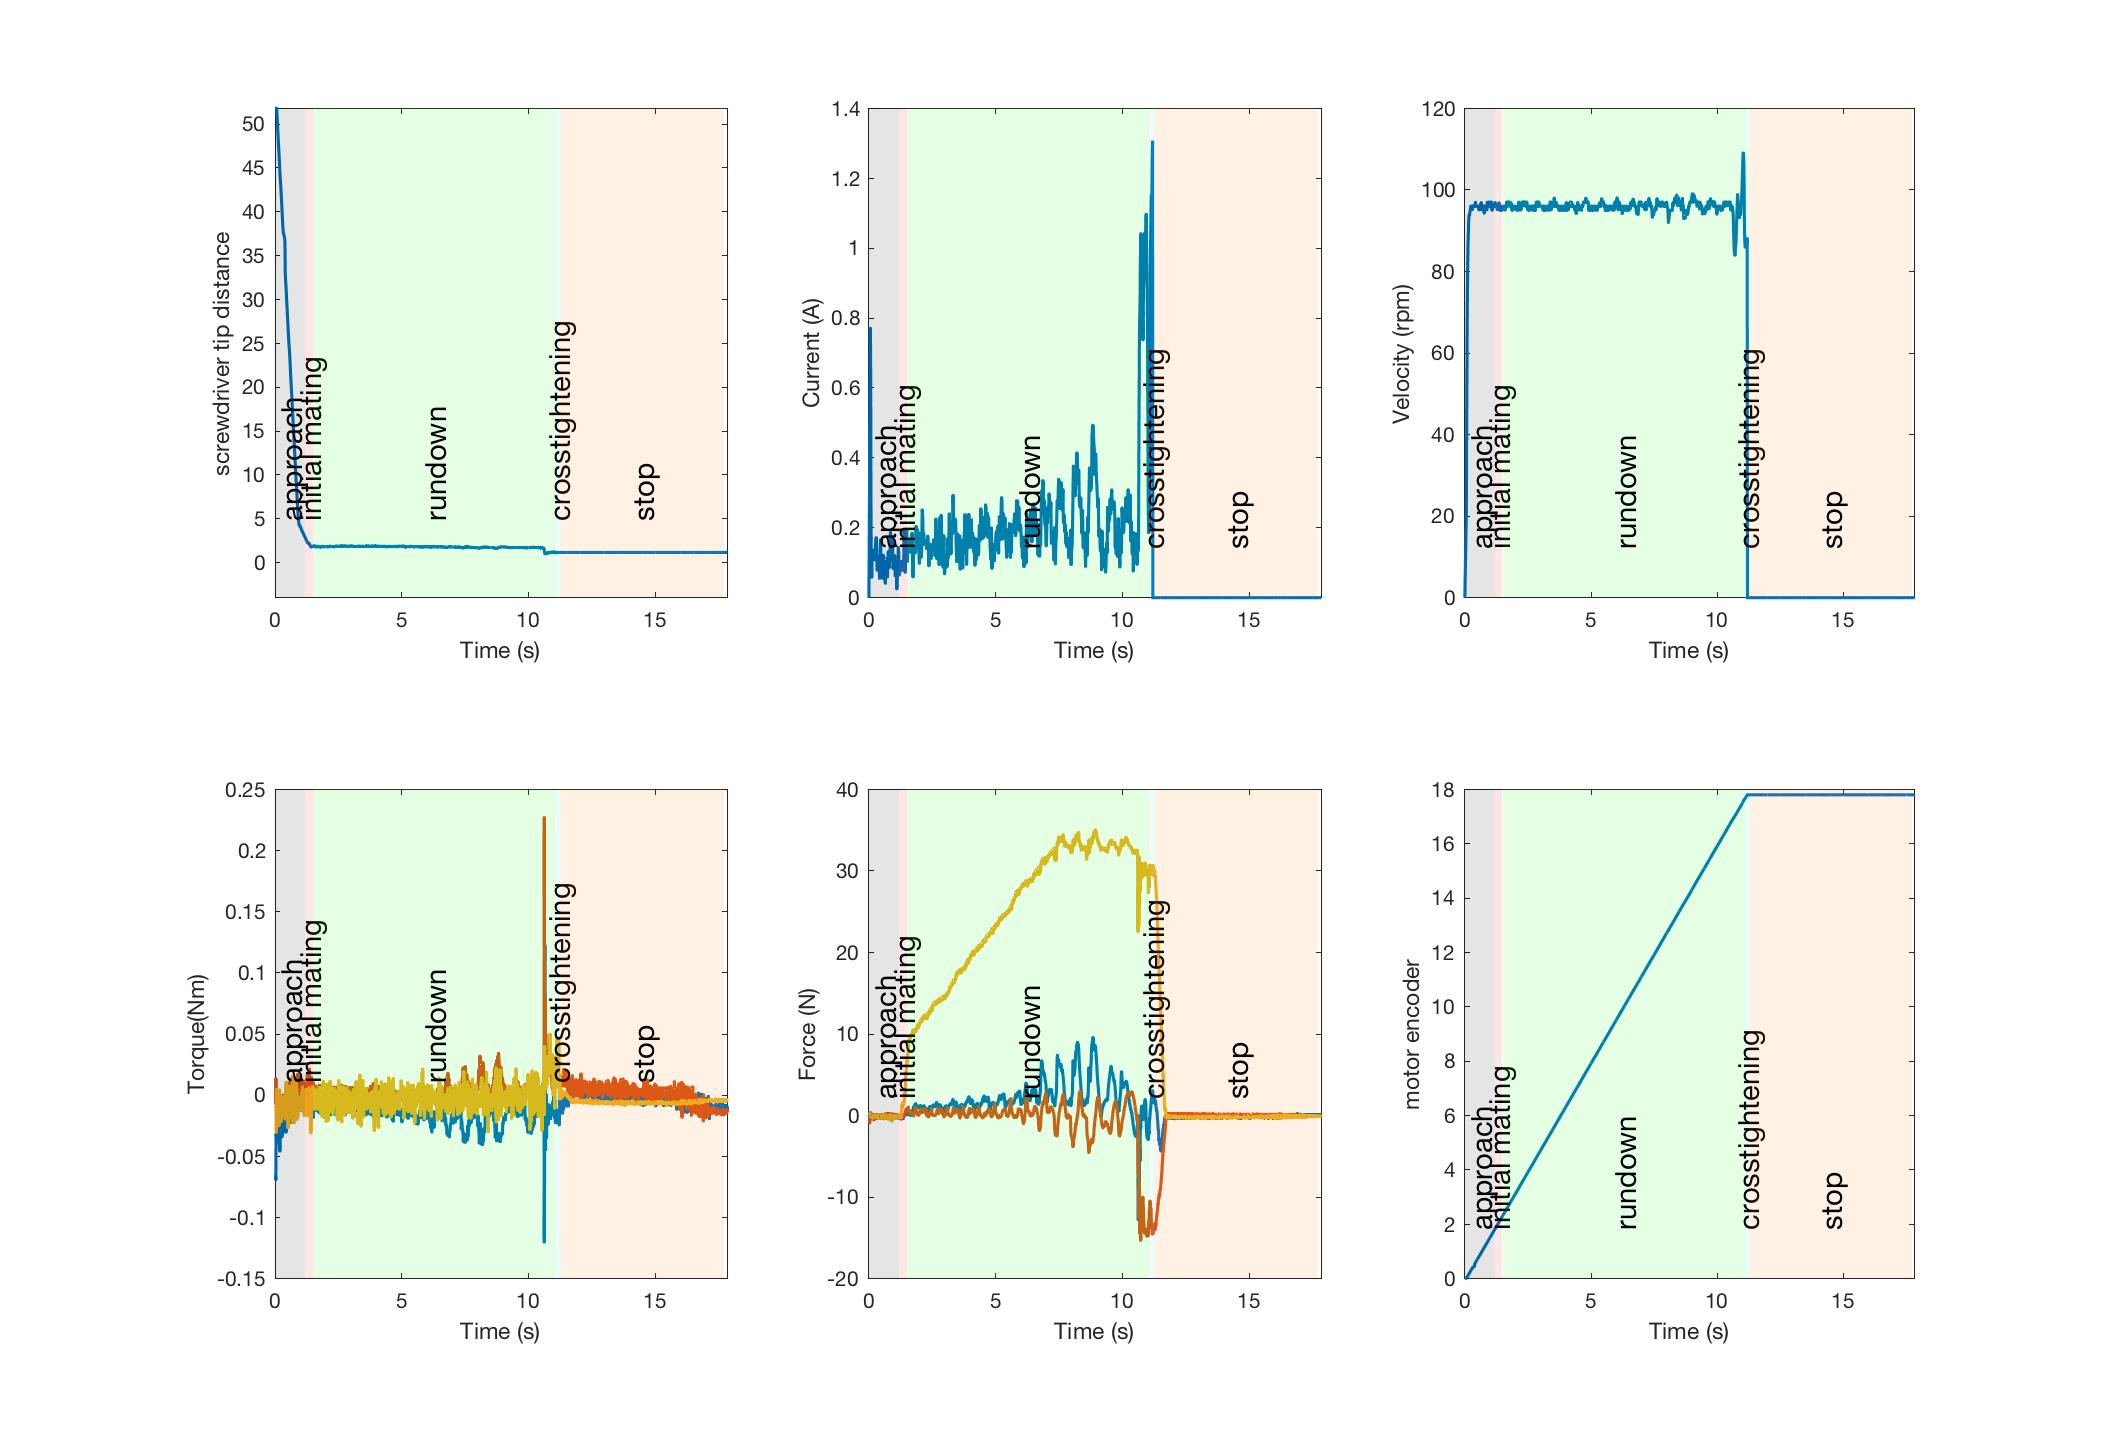 50
45
40
35
30
25
20
15
10
5
0
screwdriver tip distance
approach
initial mating
rundown
crosstightening
stop
0 5 10 15
Time (s)
1.4
1.2
1
0.8
0.6
0.4
0.2
0
Current (A)
approach
initial mating
rundown
crosstightening
stop
0 5 10 15
Time (s)
120
100
80
60
40
20
0
Velocity (rpm)
approach
initial mating
rundown
crosstightening
stop
0 5 10 15
Time (s)
0.25
0.2
0.15
0.1
0.05
0
-0.05
-0.1
-0.15
Torque(Nm)
approach
initial mating
rundown
crosstightening
stop
0 5 10 15
Time (s)
40
30
20
10
0
-10
-20
Force (N)
approach
initial mating
rundown
crosstightening
stop
0 5 10 15
Time (s)
18
16
14
12
10
8
6
4
2
0
motor encoder
approach
initial mating
rundown
crosstightening
stop
0 5 10 15
Time (s)